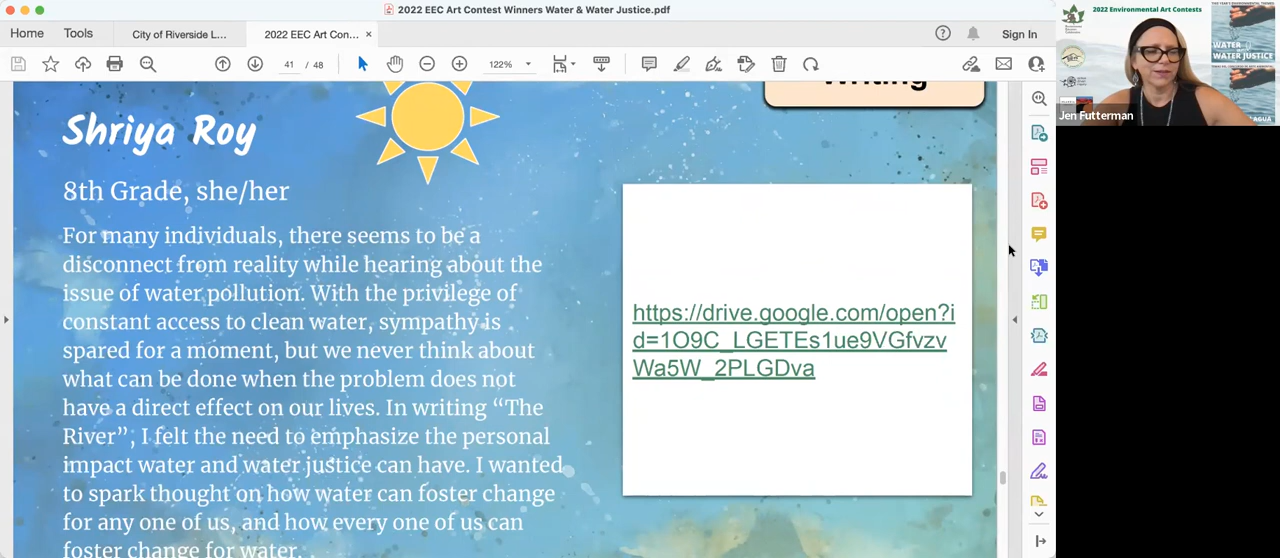 2022 EEC Art Contest Winners Water & Water Justice.pdf
Home
Tools
City of Riverside L...
2022 EEC Art Con...
Sign In
41 / 48
122%
Writing
Shriya Roy
8th Grade, she/her
For many individuals, there seems to be a
disconnect from reality while hearing about the
issue of water pollution. With the privilege of
constant access to clean water, sympathy is
spared for a moment, but we never think about
what can be done when the problem does not
have a direct effect on our lives. In writing “The
River”, I felt the need to emphasize the personal
impact water and water justice can have. I wanted
to spark thought on how water can foster change
for any one of us, and how every one of us can
foster change for water.
https://drive.google.com/open?i
d=1O9C_LGETEs1ue9VGfvzv
Wa5W_2PLGDva
2022 Environmental Art Contests
WATER
WATER JUSTICE
AGUA
Jen Futterman